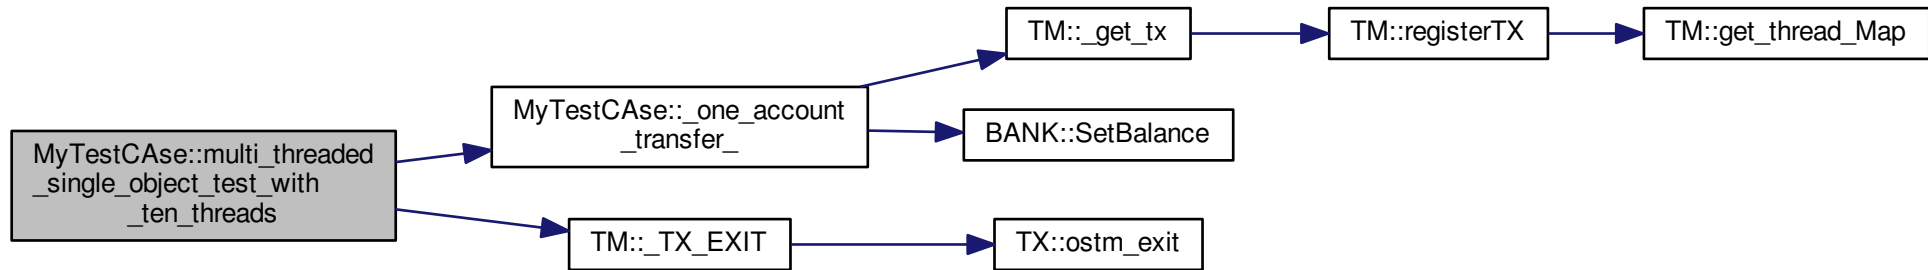 MyTestCAse::multi_threaded
_single_object_test_with
_ten_threads
MyTestCAse::_one_account
_transfer_
TM::_get_tx
TM::registerTX
TM::get_thread_Map
BANK::SetBalance
TM::_TX_EXIT
TX::ostm_exit